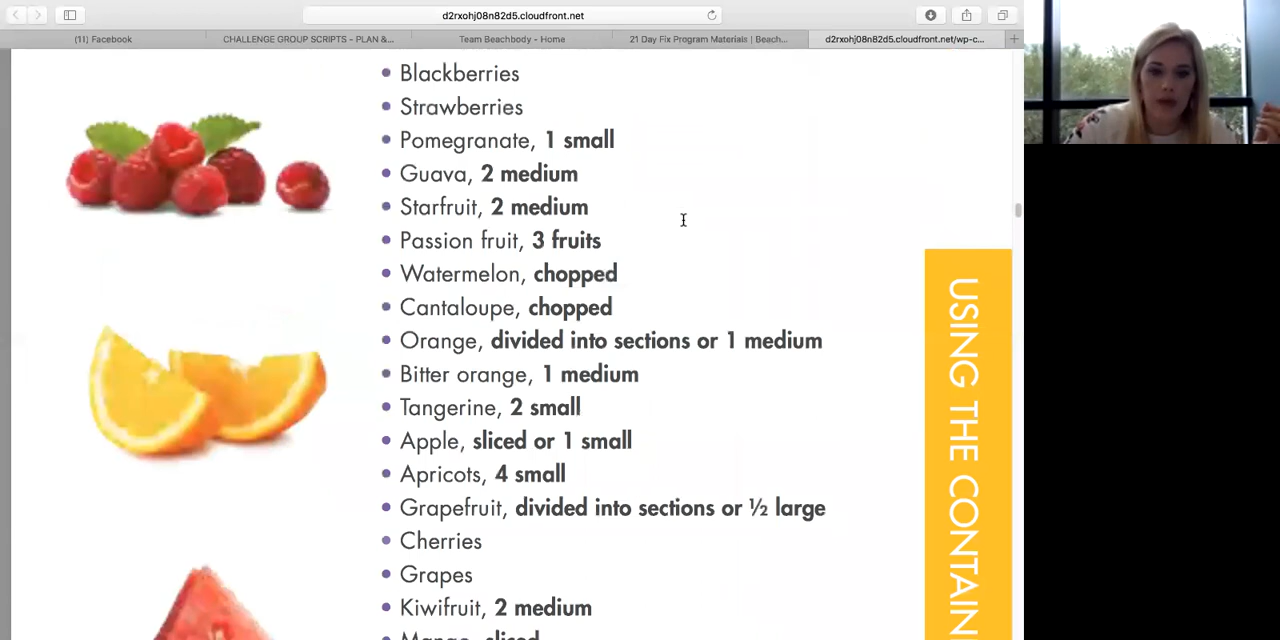 d2rxohj08n82d5.cloudfront.net
(11) Facebook
CHALLENGE GROUP SCRIPTS - PLAN &...
Team Beachbody - Home
21 Day Fix Program Materials | Beach...
d2rxohj08n82d5.cloudfront.net/wp-c...
• Blackberries
• Strawberries
• Pomegranate, 1 small
• Guava, 2 medium
• Starfruit, 2 medium
• Passion fruit, 3 fruits
• Watermelon, chopped
• Cantaloupe, chopped
• Orange, divided into sections or 1 medium
• Bitter orange, 1 medium
• Tangerine, 2 small
• Apple, sliced or 1 small
• Apricots, 4 small
• Grapefruit, divided into sections or ½ large
• Cherries
• Grapes
• Kiwifruit, 2 medium
• Mango, sliced
USING THE CONTAIN